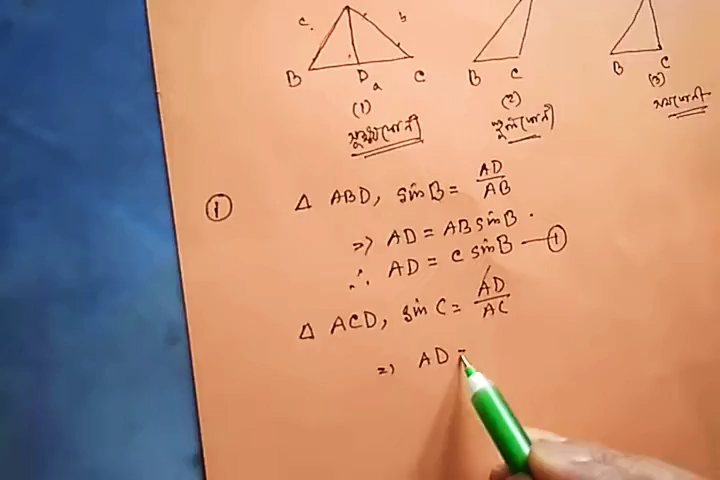 c b
B D C
a
B C
B C
(1)
(2)
(3)
সূক্ষ্মকোণী
স্থূলকোণী
সমকোণী
① △ ABD, sin B = AD/AB
=> AD = AB sin B .
∴ AD = c sin B — ①
△ ACD, sin C = AD/AC
=> AD =